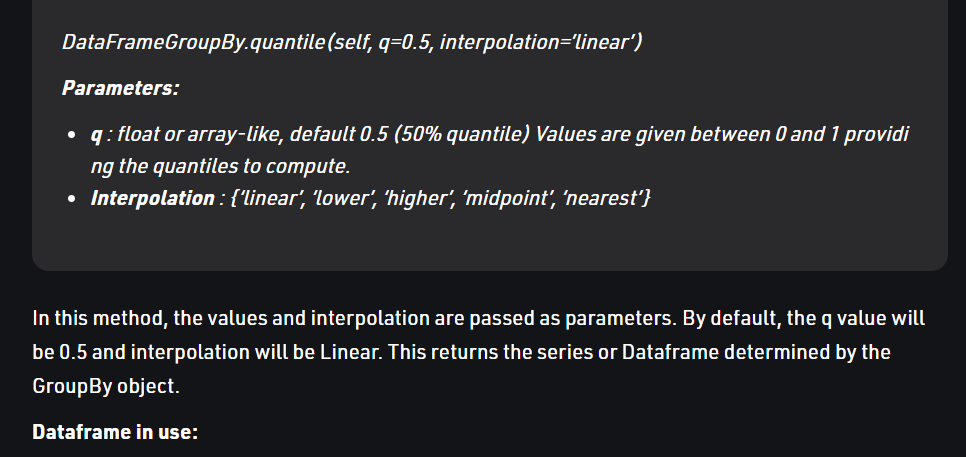 DataFrameGroupBy.quantile(self, q=0.5, interpolation=’linear’)
Parameters:
• q : float or array-like, default 0.5 (50% quantile) Values are given between 0 and 1 providi
ng the quantiles to compute.
• Interpolation : {‘linear’, ‘lower’, ‘higher’, ‘midpoint’, ‘nearest’}
In this method, the values and interpolation are passed as parameters. By default, the q value will
be 0.5 and interpolation will be Linear. This returns the series or Dataframe determined by the
GroupBy object.
Dataframe in use: